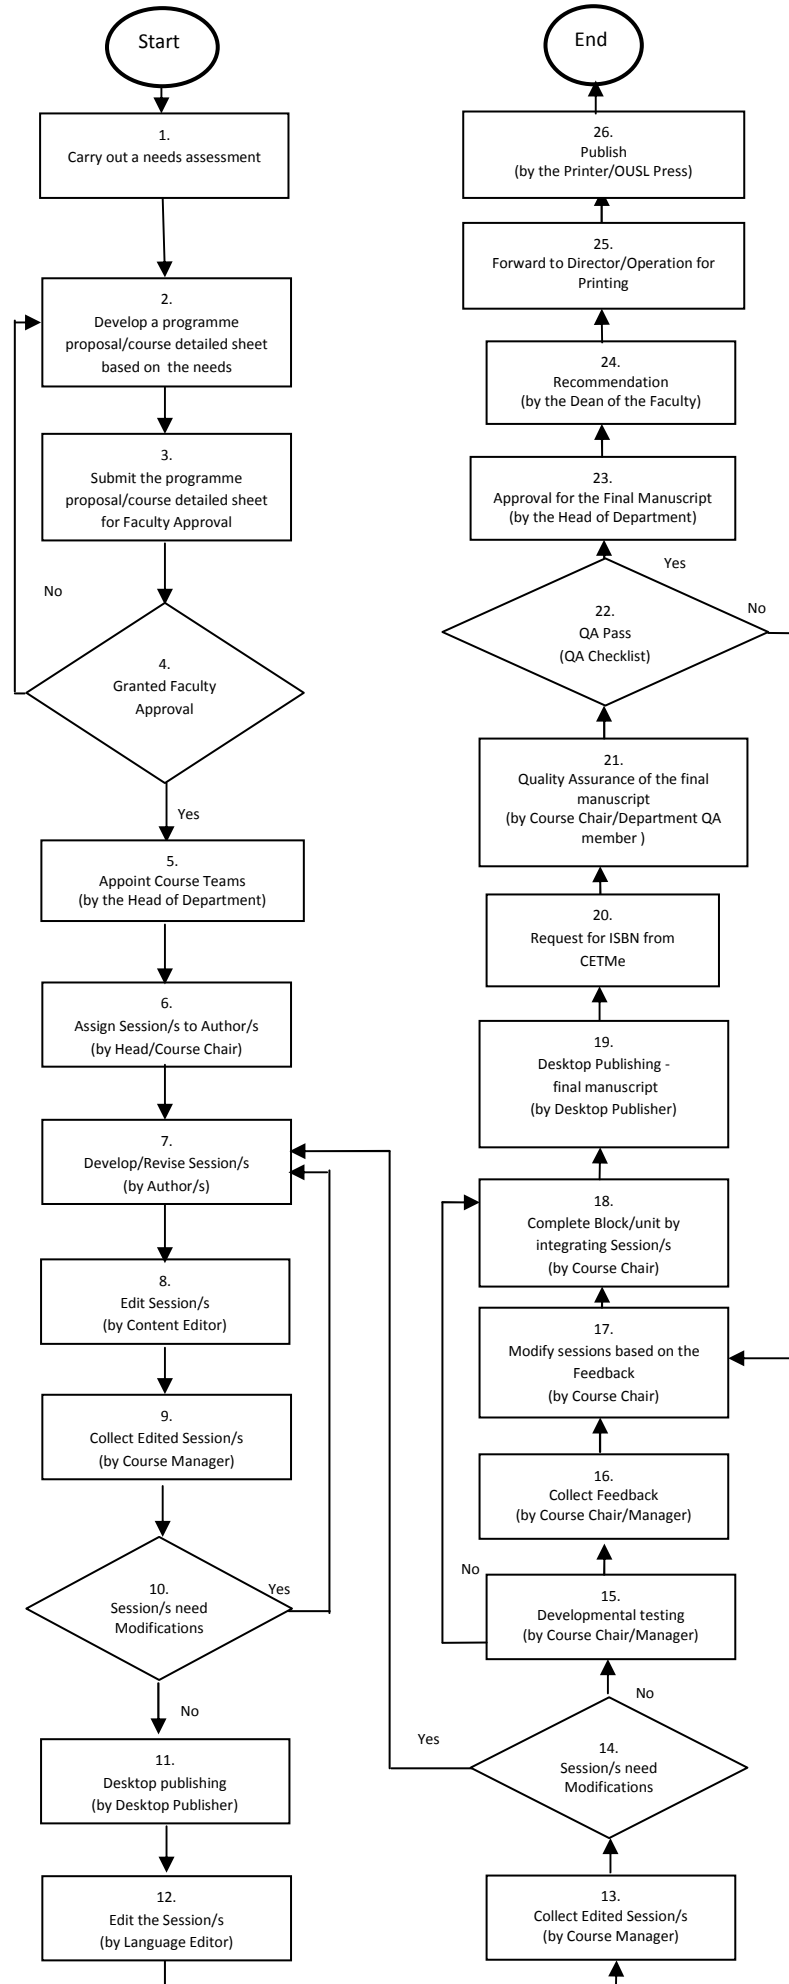 Start
1.
Carry out a needs assessment
2.
Develop a programme
proposal/course detailed sheet
based on the needs
3.
Submit the programme
proposal/course detailed sheet
for Faculty Approval
No
4.
Granted Faculty
Approval
Yes
5.
Appoint Course Teams
(by the Head of Department)
6.
Assign Session/s to Author/s
(by Head/Course Chair)
7.
Develop/Revise Session/s
(by Author/s)
8.
Edit Session/s
(by Content Editor)
9.
Collect Edited Session/s
(by Course Manager)
10.
Session/s need
Modifications
Yes
No
11.
Desktop publishing
(by Desktop Publisher)
12.
Edit the Session/s
(by Language Editor)
End
26.
Publish
(by the Printer/OUSL Press)
25.
Forward to Director/Operation for
Printing
24.
Recommendation
(by the Dean of the Faculty)
23.
Approval for the Final Manuscript
(by the Head of Department)
Yes
No
22.
QA Pass
(QA Checklist)
21.
Quality Assurance of the final
manuscript
(by Course Chair/Department QA
member )
20.
Request for ISBN from
CETMe
19.
Desktop Publishing -
final manuscript
(by Desktop Publisher)
18.
Complete Block/unit by
integrating Session/s
(by Course Chair)
17.
Modify sessions based on the
Feedback
(by Course Chair)
16.
Collect Feedback
(by Course Chair/Manager)
No
15.
Developmental testing
(by Course Chair/Manager)
No
Yes
14.
Session/s need
Modifications
13.
Collect Edited Session/s
(by Course Manager)